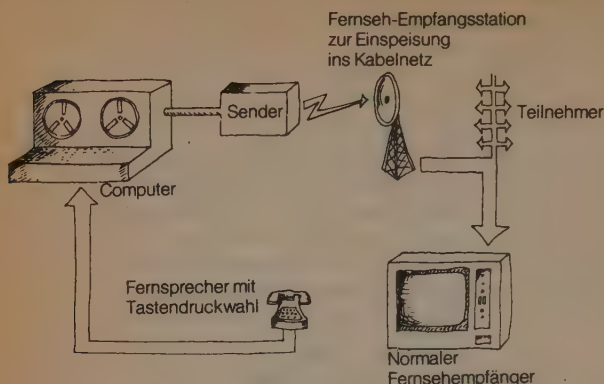 Fernseh-Empfangsstation
zur Einspeisung
ins Kabelnetz
Sender
Teilnehmer
Computer
Fernsprecher mit
Tastendruckwahl
Normaler
Fernsehempfänger